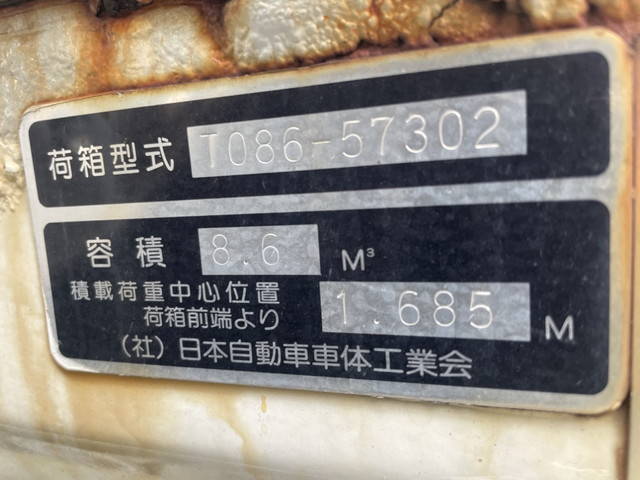 荷箱型式 T086-57302
容積 8.6 M³
積載荷重中心位置
荷箱前端より 1.685 M
(社)日本自動車車体工業会